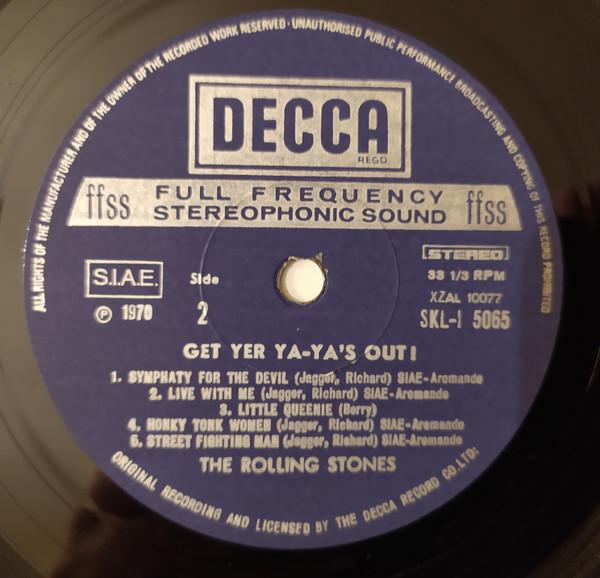 ALL RIGHTS OF THE MANUFACTURER AND OF THE OWNER OF THE RECORDED WORK RESERVED · UNAUTHORISED PUBLIC PERFORMANCE BROADCASTING AND COPYING OF THIS RECORD PROHIBITED
DECCA
REGD.
ffss FULL FREQUENCY STEREOPHONIC SOUND ffss
STEREO
S.I.A.E. Side 33 1/3 RPM
XZAL 10077
℗ 1970 2 SKL-I 5065
GET YER YA-YA'S OUT!
1. SYMPHATY FOR THE DEVIL (Jagger, Richard) SIAE-Aromando
2. LIVE WITH ME (Jagger, Richard) SIAE-Aromando
3. LITTLE QUEENIE (Berry)
4. HONKY TONK WOMEN (Jagger, Richard) SIAE-Aromando
5. STREET FIGHTING MAN (Jagger, Richard) SIAE-Aromando
THE ROLLING STONES
ORIGINAL RECORDING AND LICENSED BY THE DECCA RECORD CO.LTD: